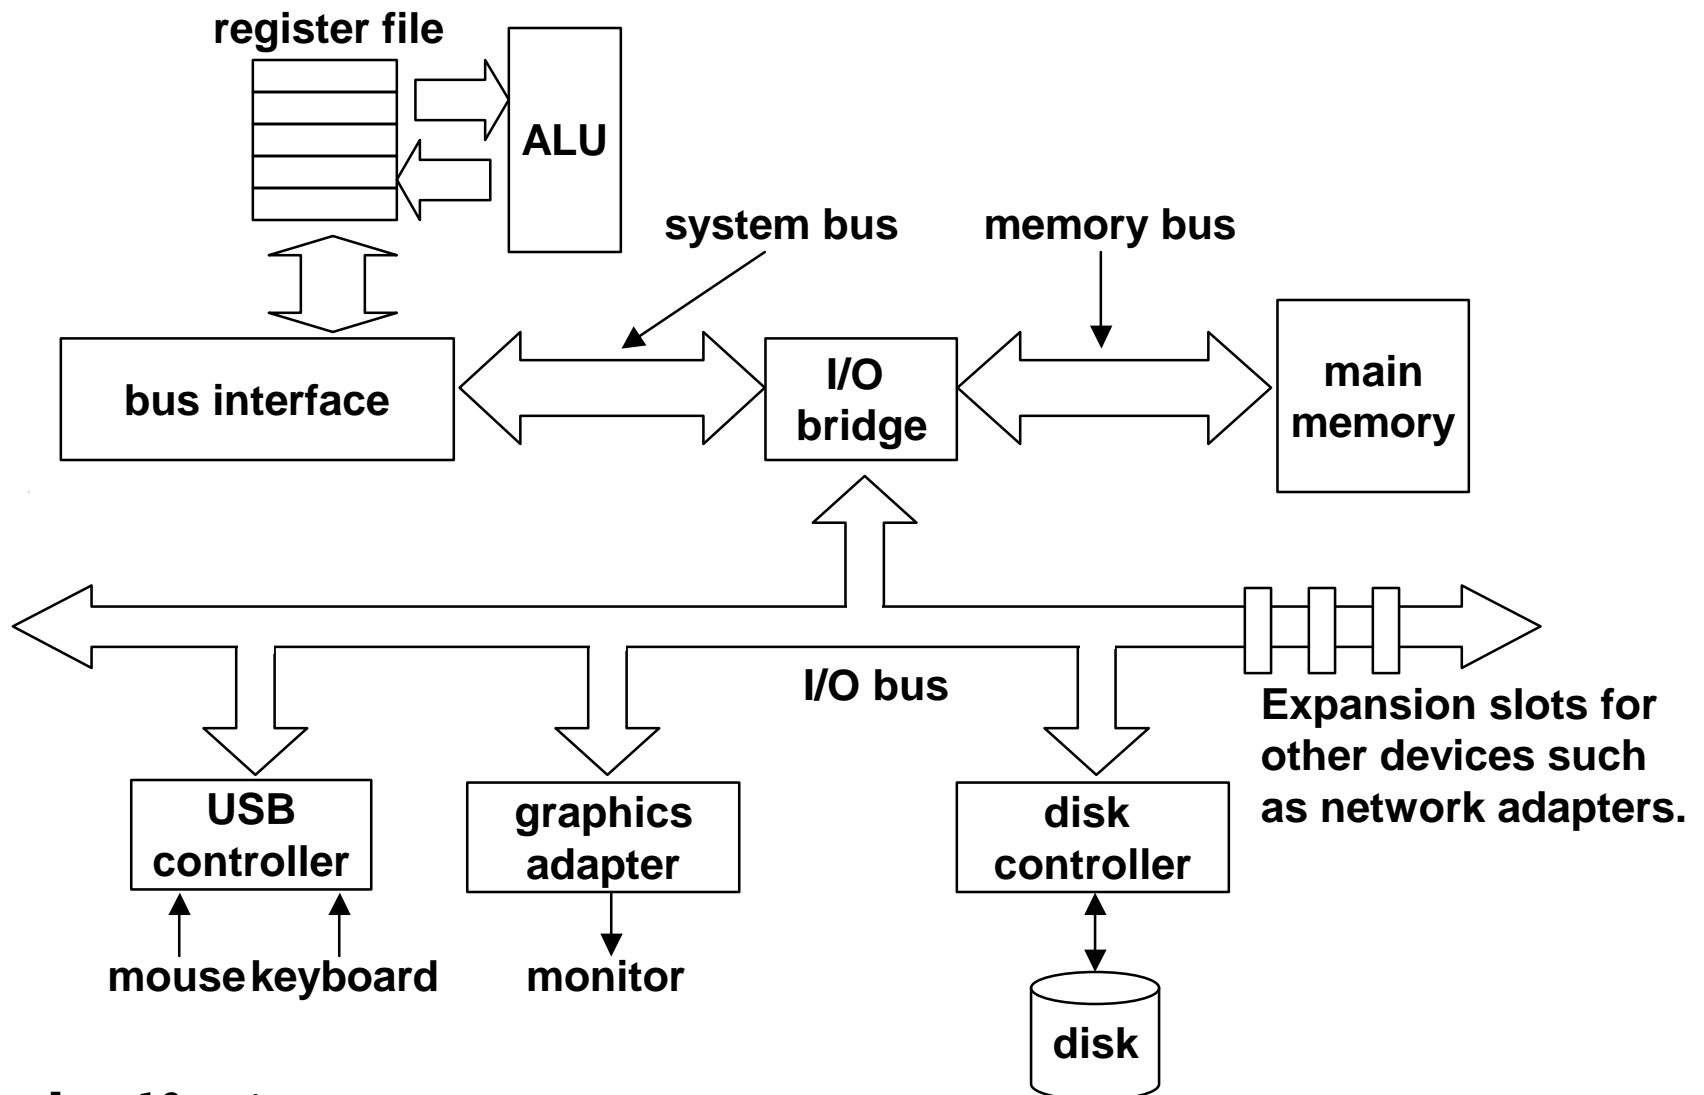 register file
ALU
system bus
memory bus
bus interface
I/O
bridge
main
memory
I/O bus
Expansion slots for
other devices such
as network adapters.
USB
controller
graphics
adapter
disk
controller
mouse
keyboard
monitor
disk